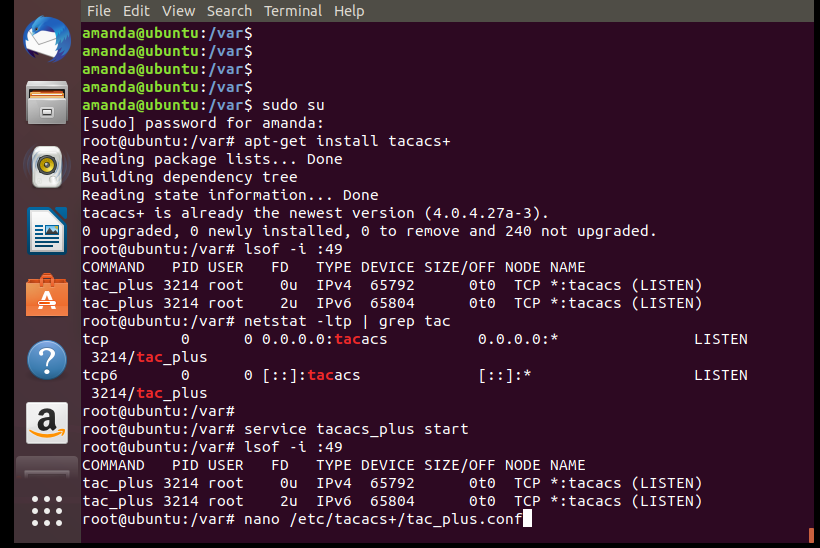 File Edit View Search Terminal Help
amanda@ubuntu:/var$
amanda@ubuntu:/var$
amanda@ubuntu:/var$
amanda@ubuntu:/var$
amanda@ubuntu:/var$ sudo su
[sudo] password for amanda:
root@ubuntu:/var# apt-get install tacacs+
Reading package lists... Done
Building dependency tree
Reading state information... Done
tacacs+ is already the newest version (4.0.4.27a-3).
0 upgraded, 0 newly installed, 0 to remove and 240 not upgraded.
root@ubuntu:/var# lsof -i :49
COMMAND   PID USER   FD   TYPE DEVICE SIZE/OFF NODE NAME
tac_plus 3214 root    0u  IPv4  65792      0t0  TCP *:tacacs (LISTEN)
tac_plus 3214 root    2u  IPv6  65804      0t0  TCP *:tacacs (LISTEN)
root@ubuntu:/var# netstat -ltp | grep tac
tcp        0      0 0.0.0.0:tacacs          0.0.0.0:*               LISTEN
 3214/tac_plus
tcp6       0      0 [::]:tacacs             [::]:*                  LISTEN
 3214/tac_plus
root@ubuntu:/var#
root@ubuntu:/var# service tacacs_plus start
root@ubuntu:/var# lsof -i :49
COMMAND   PID USER   FD   TYPE DEVICE SIZE/OFF NODE NAME
tac_plus 3214 root    0u  IPv4  65792      0t0  TCP *:tacacs (LISTEN)
tac_plus 3214 root    2u  IPv6  65804      0t0  TCP *:tacacs (LISTEN)
root@ubuntu:/var# nano /etc/tacacs+/tac_plus.conf